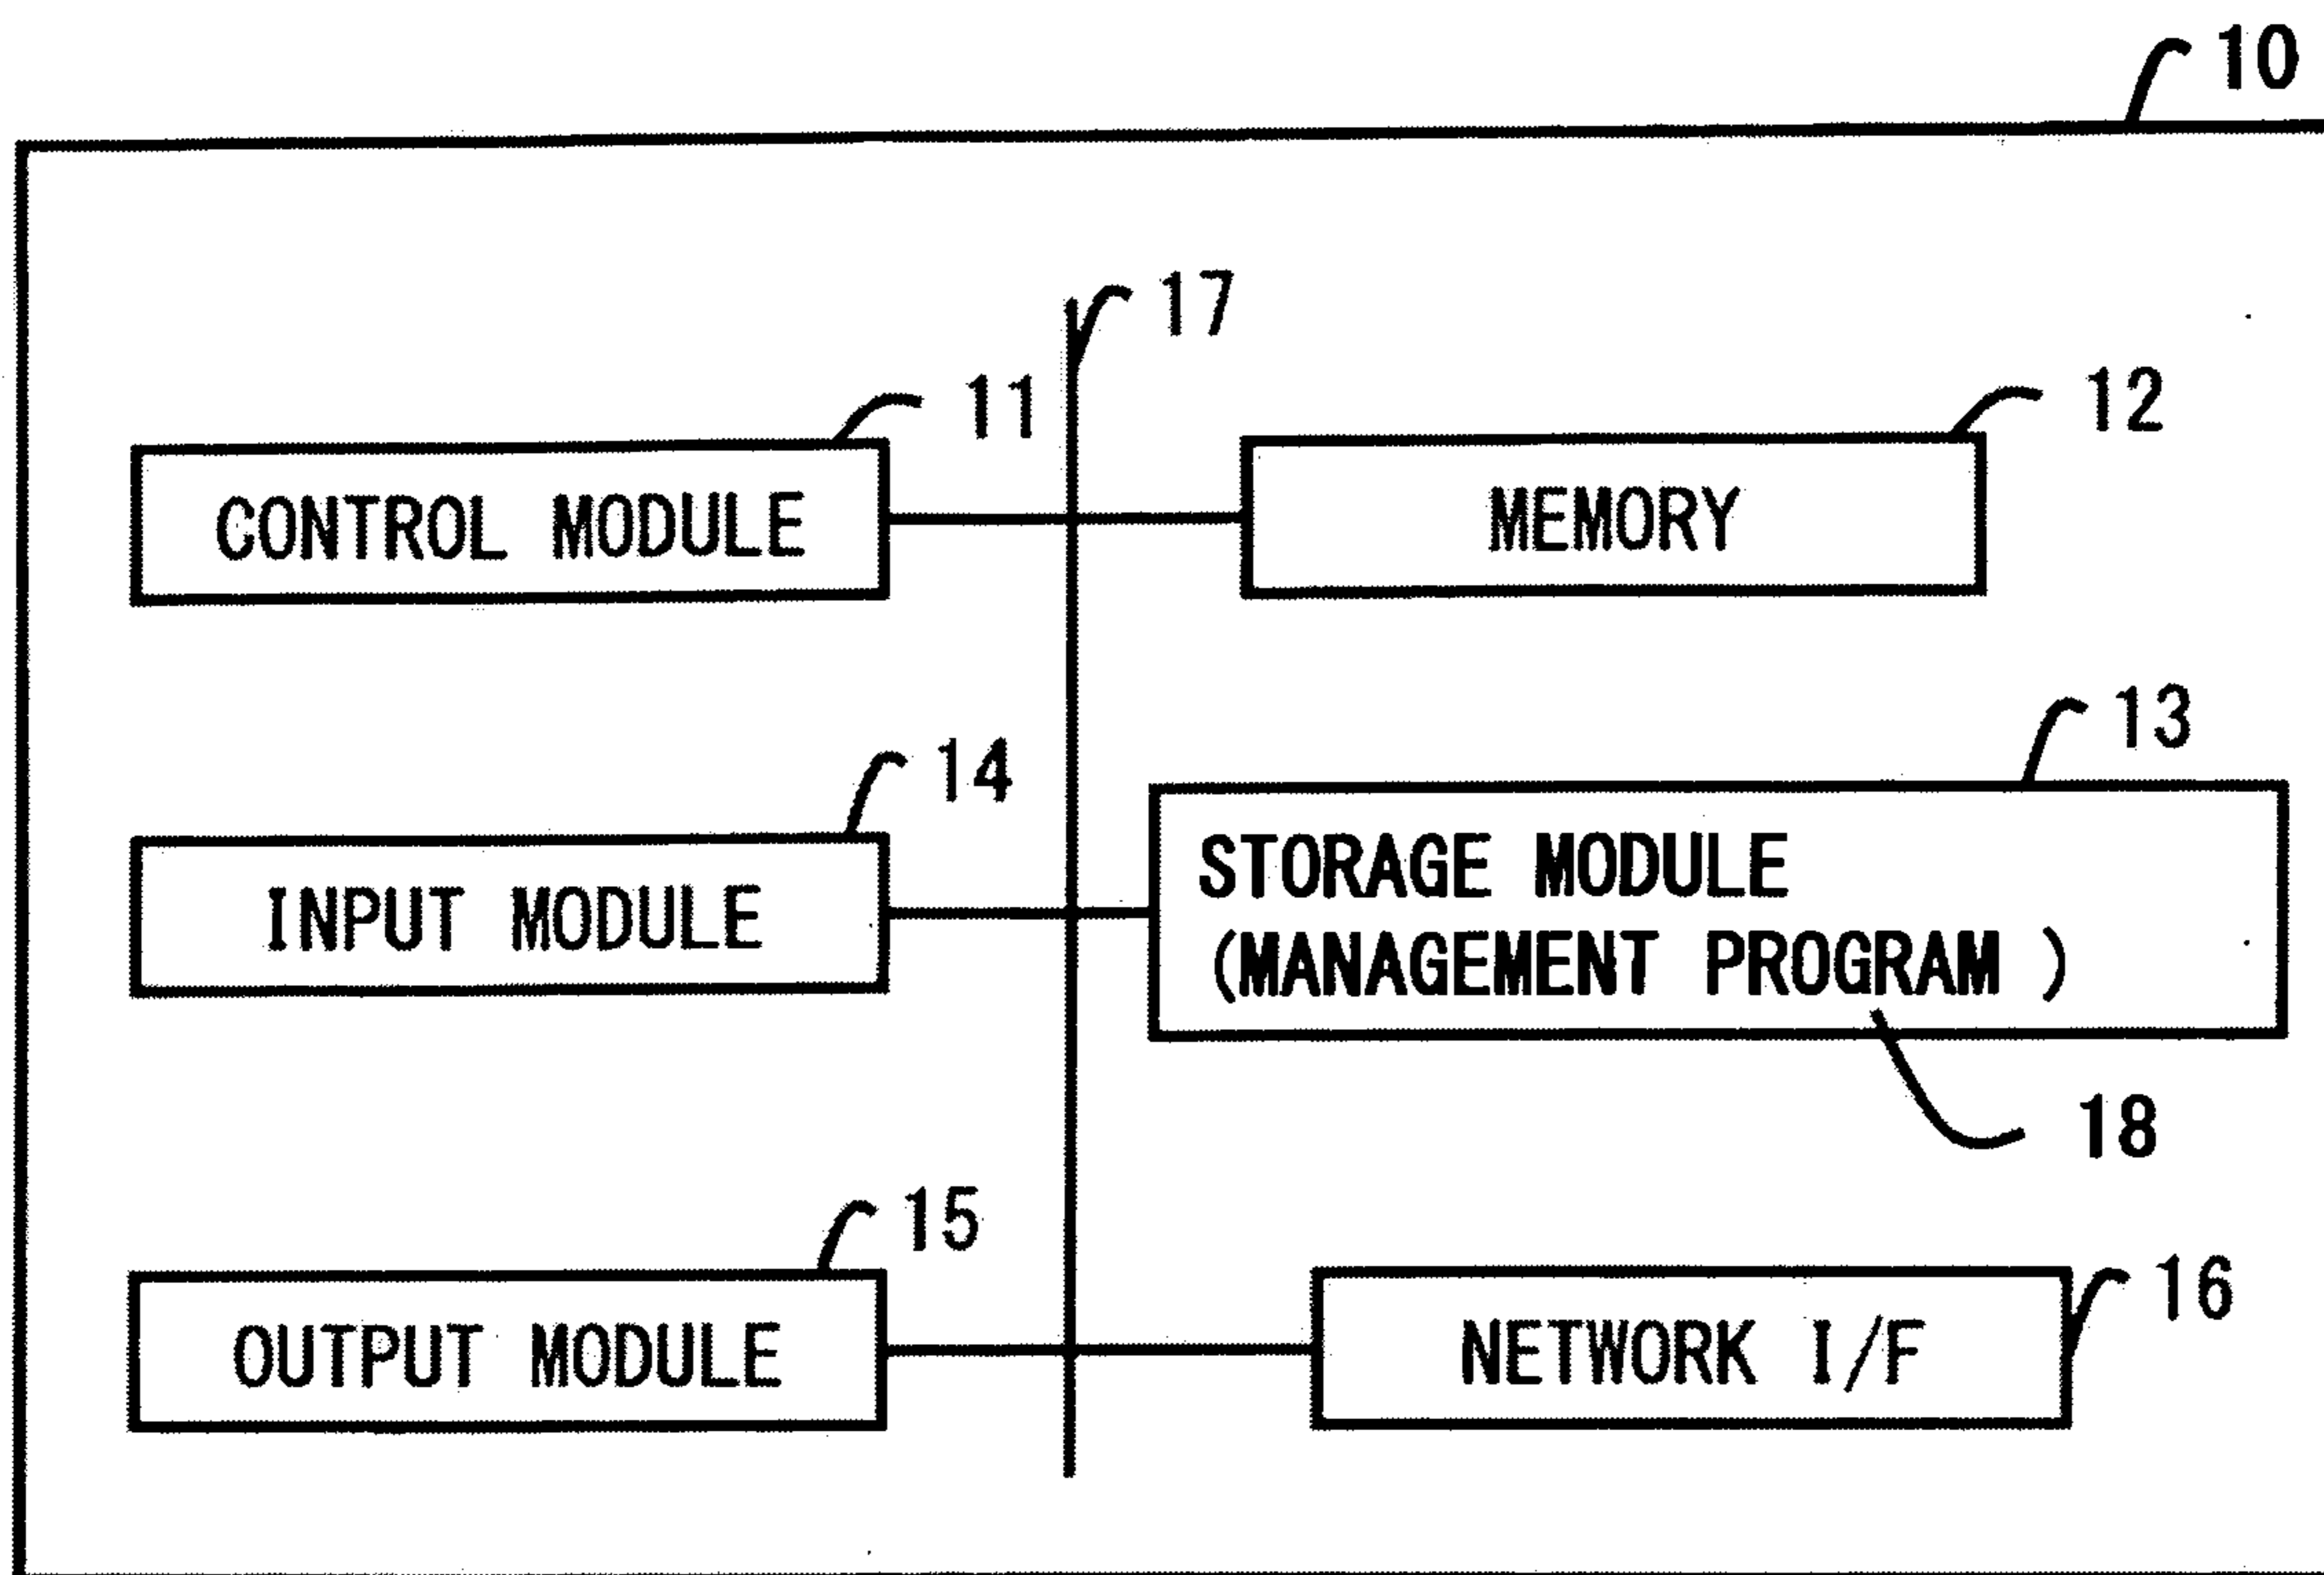 10
17
11
12
CONTROL MODULE
MEMORY
13
14
STORAGE MODULE
(MANAGEMENT PROGRAM )
INPUT MODULE
18
15
16
OUTPUT MODULE
NETWORK I/F